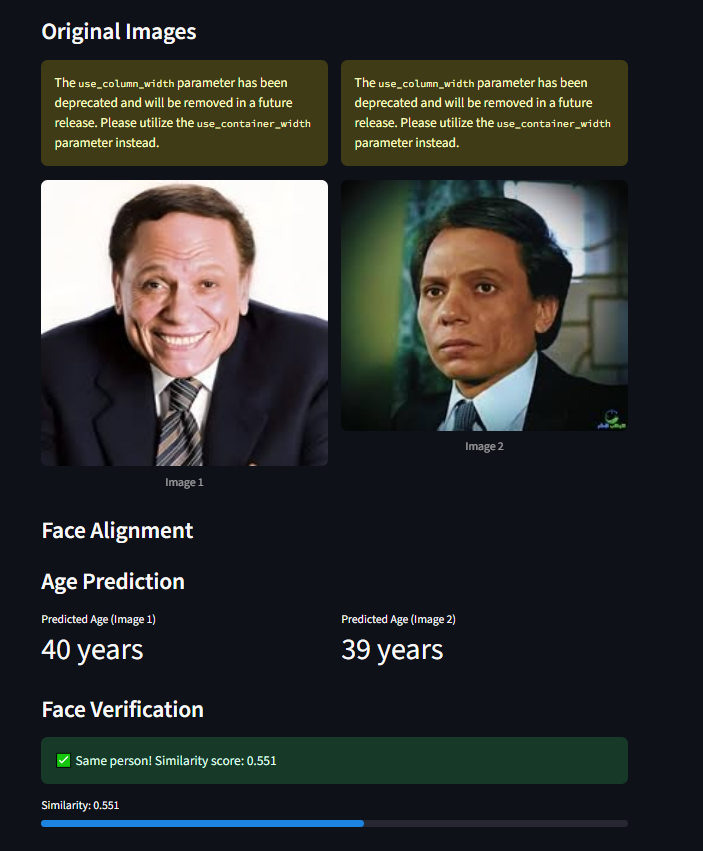 Original Images
The use_column_width parameter has been
deprecated and will be removed in a future
release. Please utilize the use_container_width
parameter instead.
The use_column_width parameter has been
deprecated and will be removed in a future
release. Please utilize the use_container_width
parameter instead.
Image 1
Image 2
Face Alignment
Age Prediction
Predicted Age (Image 1)
40 years
Predicted Age (Image 2)
39 years
Face Verification
✅ Same person! Similarity score: 0.551
Similarity: 0.551